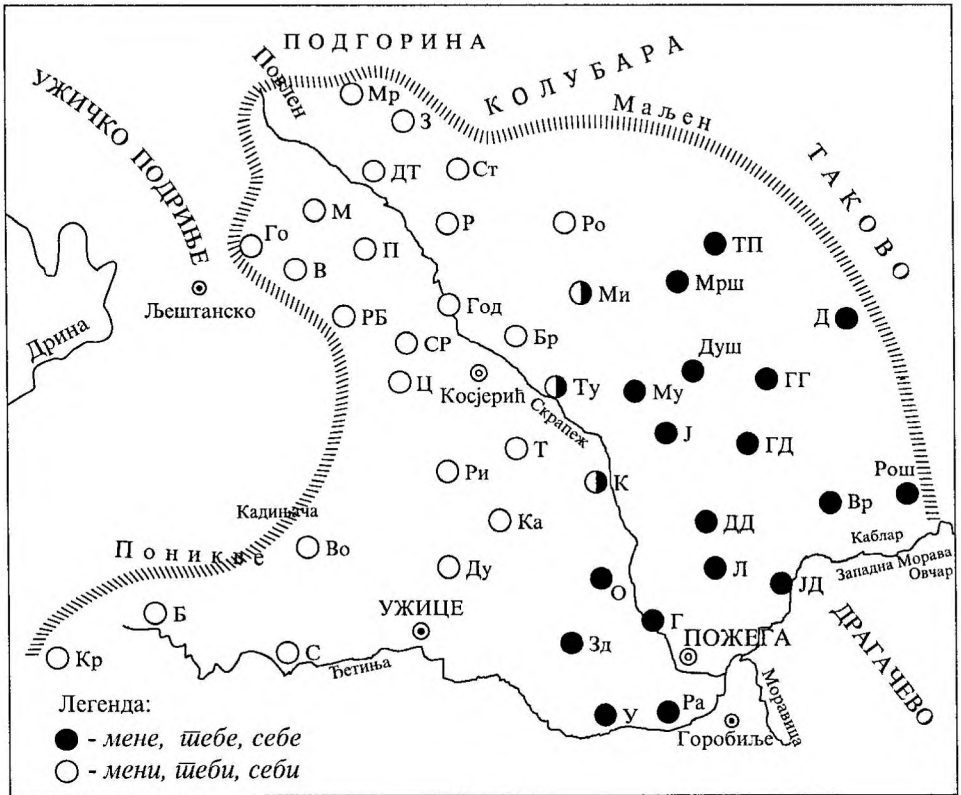 ПОДГОРИНА
КОЛУБАРА
Маљен
ТАКОВО
УЖИЧКО ПОДРИЊЕ
Повлен
Мр
З
ДТ
Ст
М
Р
Ро
Го
П
ТП
В
Мрш
Љештанско
Ми
Год
Д
Дрина
РБ
Бр
СР
Душ
Ц
Косјерић
Ту
Му
ГГ
Скрапеж
Ј
ГД
Т
Ри
К
Рош
Вр
Кадињача
Ка
ДД
Каблар
Поникве
Во
Западна Морава
Овчар
Ду
О
Л
ЈД
Б
УЖИЦЕ
Г
ДРАГАЧЕВО
Зд
ПОЖЕГА
Кр
С
Ђетиња
Моравица
У
Ра
Горобиље
Легенда:
- мене, тебе, себе
- мени, теби, себи